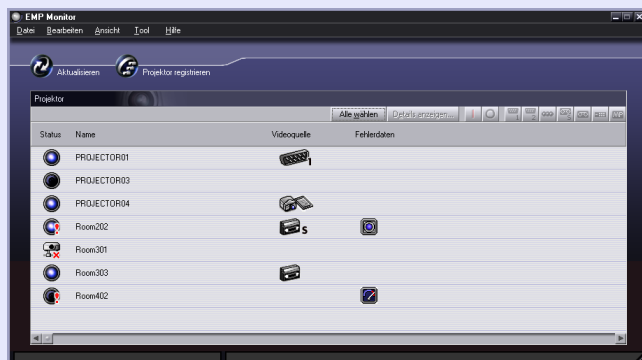 EMP Monitor
Datei Bearbeiten Ansicht Tool Hilfe
Aktualisieren Projektor registrieren
Projektor
Alle wählen Details anzeigen...
Status Name Videoquelle Fehlerdaten
PROJECTOR01 1
PROJECTOR03
PROJECTOR04
Room202 S
Room301
Room303
Room402